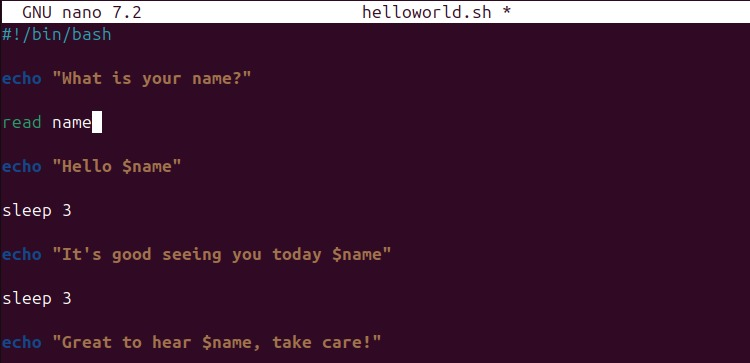 GNU nano 7.2 helloworld.sh *
#!/bin/bash
echo "What is your name?"
read name
echo "Hello $name"
sleep 3
echo "It's good seeing you today $name"
sleep 3
echo "Great to hear $name, take care!"